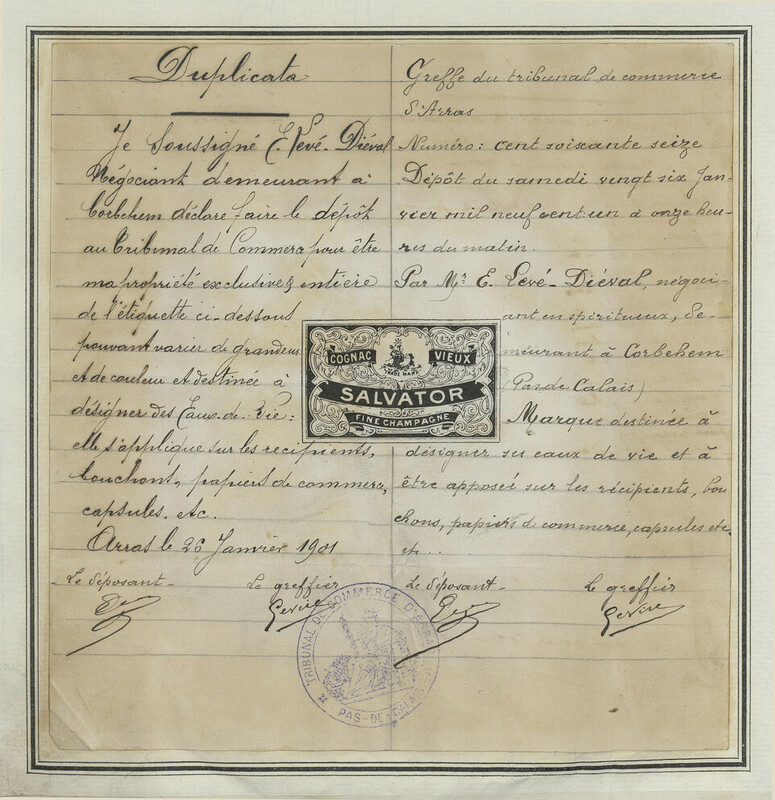 Duplicata
Je Soussigné E. Levé-Diéval
Négociant demeurant à
Corbehem déclare faire le dépôt
au Tribunal de Commerce pour être
ma propriété exclusive & entière
de l'étiquette ci-dessous
pouvant varier de grandeur
et de couleur et destinée à
désigner des Eaux-de-Vie:
elle s'applique sur les recipients,
bouchons, papiers de commerce,
capsules. etc.
Arras le 26 Janvier 1901
Le déposant
Le greffier
Greffe du tribunal de commerce
d'Arras
Numéro: cent soixante seize
Dépôt du samedi vingt six Jan-
vier mil neuf cent un à onze heu-
res du matin.
Par Mr. E. Levé-Diéval, négoci-
ant en spiritueux, de-
meurant à Corbehem
(Pas de Calais)
Marque destinée à
désigner ses eaux de vie et à
être apposée sur les récipients, bou
chons, papiers de commerce, capsules etc.
etc..
Le déposant
Le greffier
COGNAC
VIEUX
TRADE MARK
SALVATOR
FINE CHAMPAGNE
TRIBUNAL DE COMMERCE D'ARRAS
PAS-DE-CALAIS